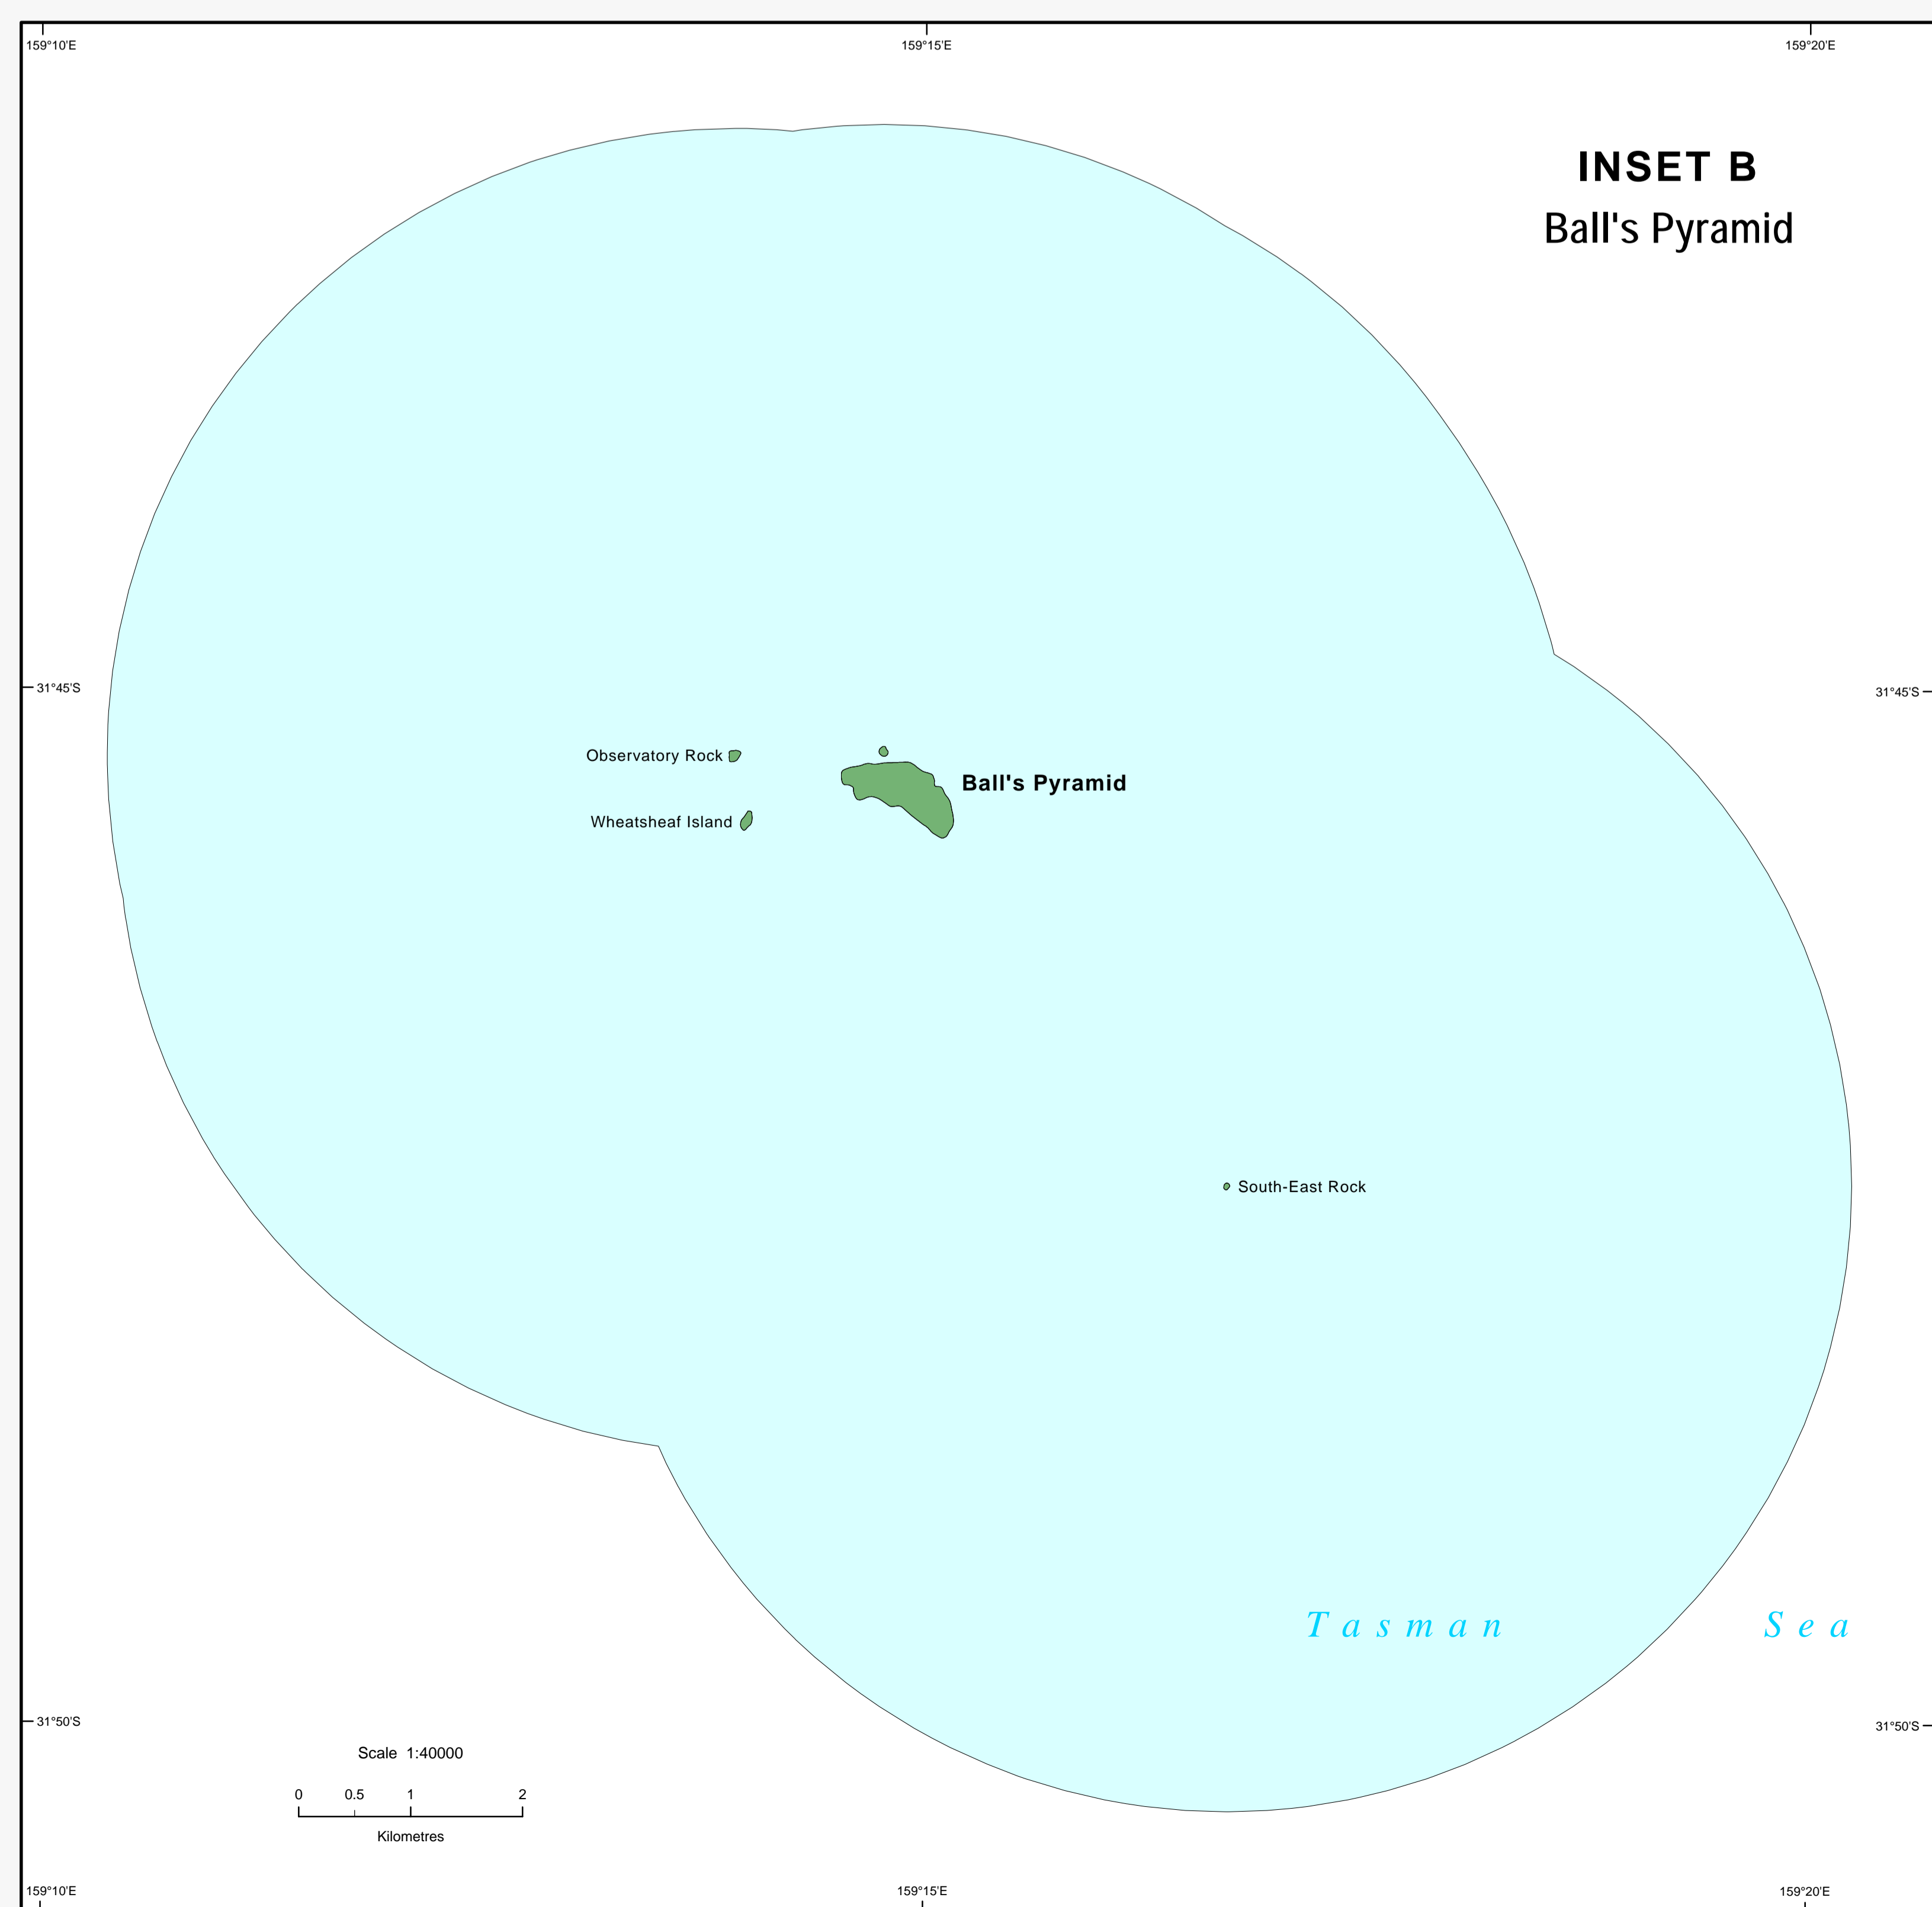 159°10'E
159°15'E
159°20'E
INSET B
Ball's Pyramid
31°45'S
31°45'S
Observatory Rock
Ball's Pyramid
Wheatsheaf Island
South-East Rock
Tasman Sea
31°50'S
31°50'S
Scale 1:40000
0 0.5 1 2
Kilometres
159°10'E
159°15'E
159°20'E